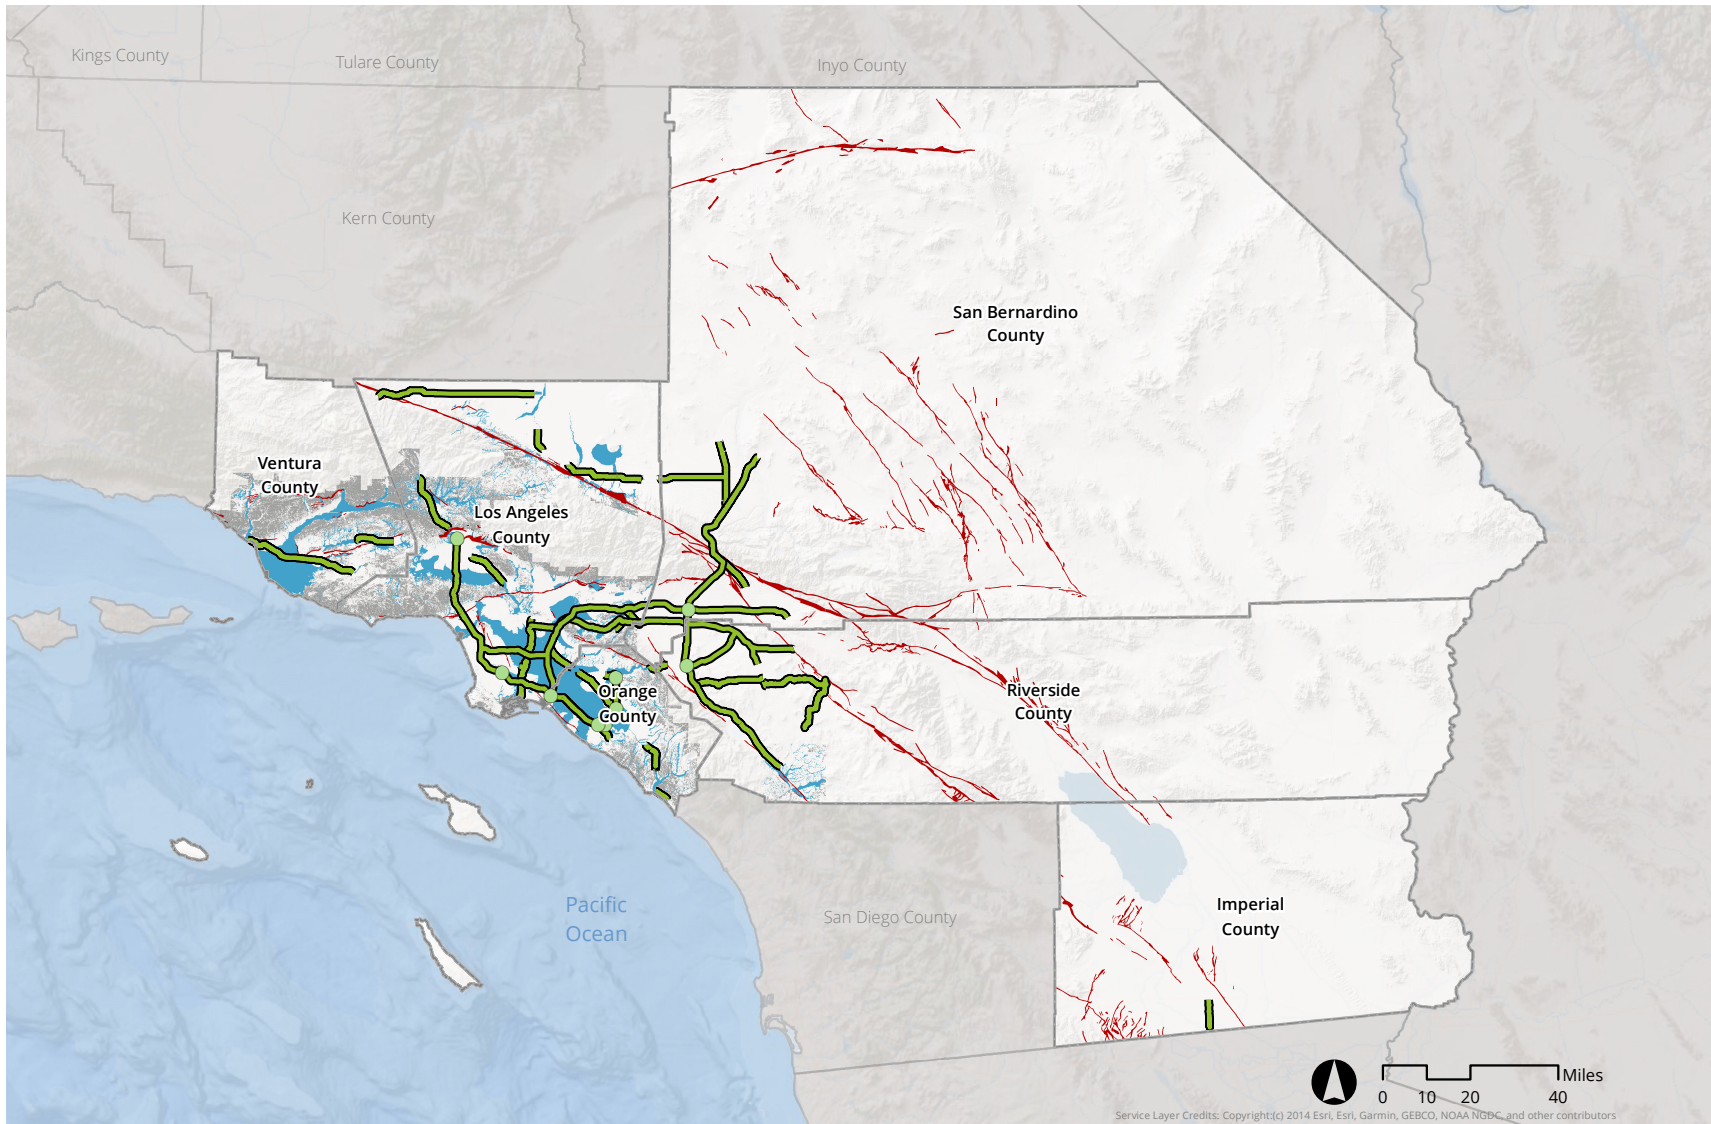 Kings County
Tulare County
Inyo County
Kern County
San Bernardino
County
Ventura
County
Los Angeles
County
Orange
County
Riverside
County
Imperial
County
Pacific
Ocean
San Diego County
Miles
0 10 20 40
Service Layer Credits: Copyright:(c) 2014 Esri, Esri, Garmin, GEBCO, NOAA NGDC, and other contributors